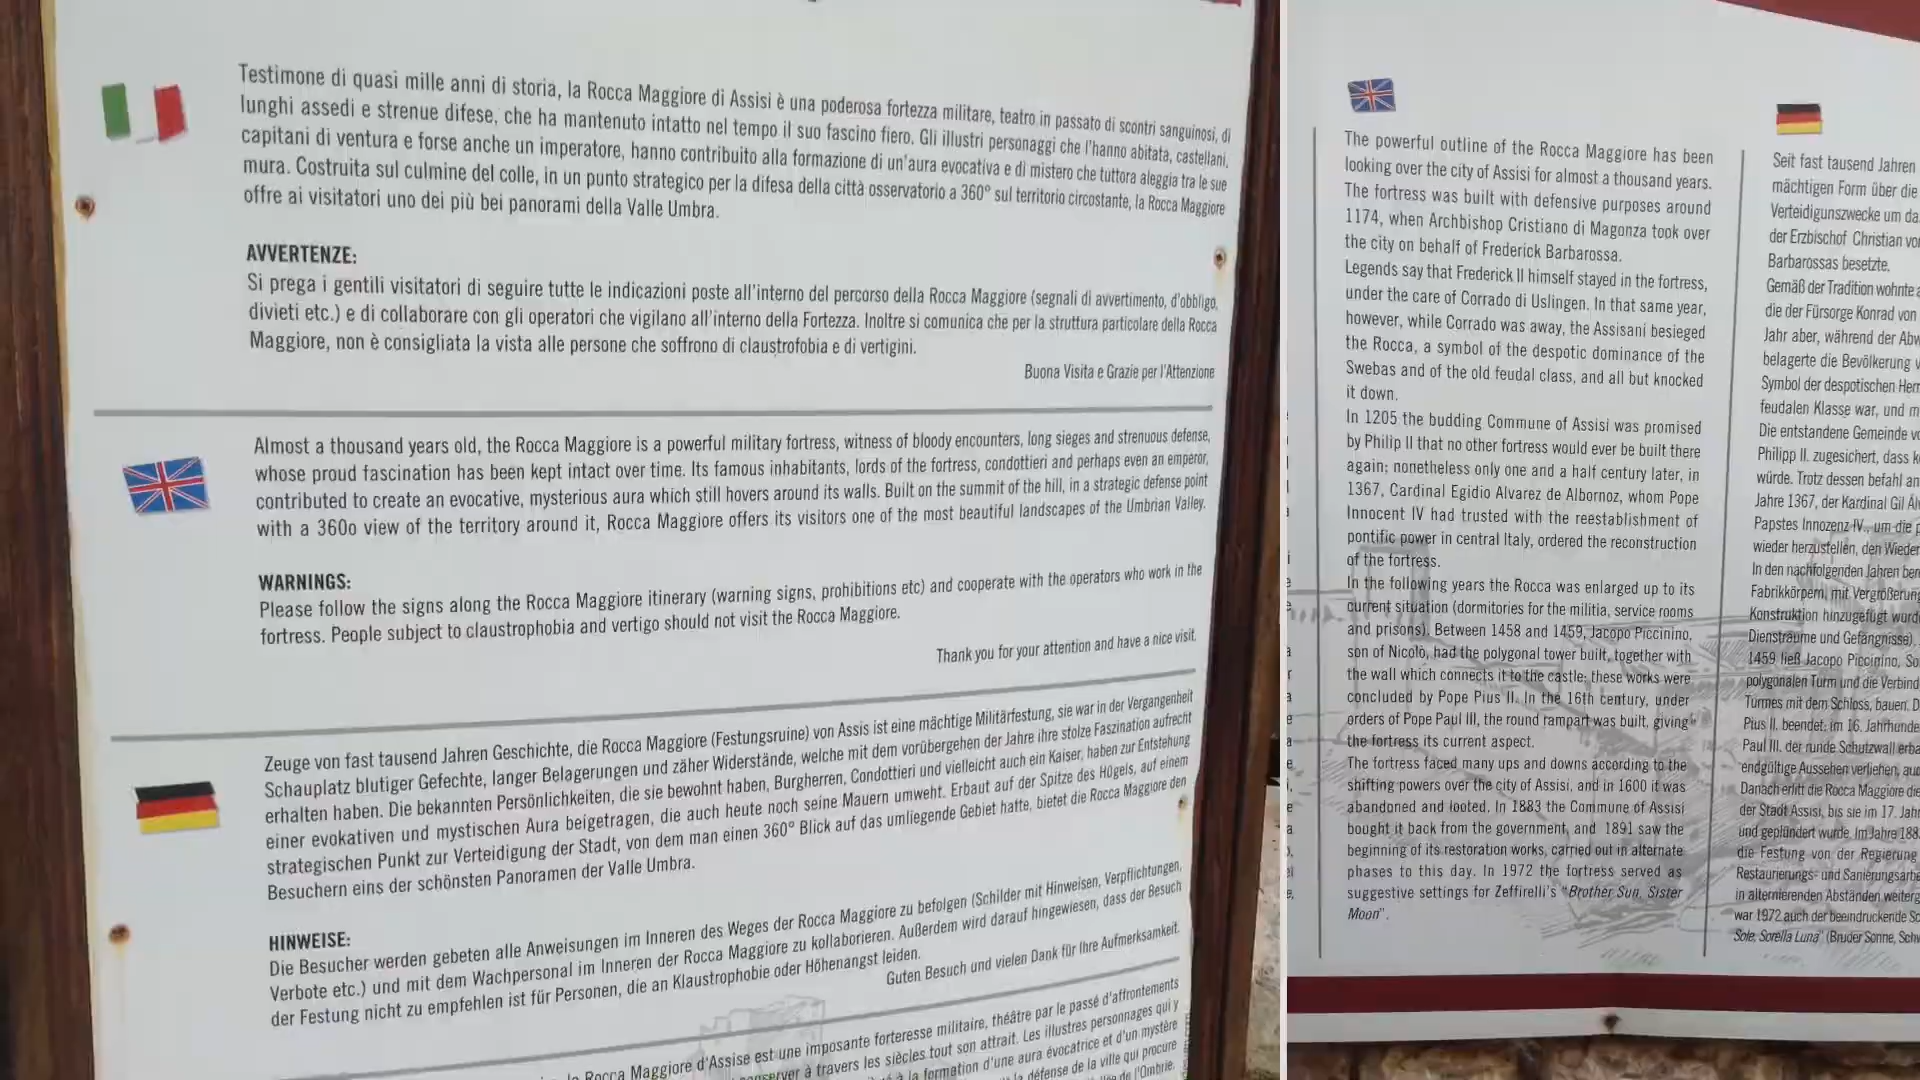 Testimone di quasi mille anni di storia, la Rocca Maggiore di Assisi è una poderosa fortezza militare, teatro in passato di scontri sanguinosi, di
lunghi assedi e strenue difese, che ha mantenuto intatto nel tempo il suo fascino fiero. Gli illustri personaggi che l'hanno abitata, castellani,
capitani di ventura e forse anche un imperatore, hanno contribuito alla formazione di un'aura evocativa e di mistero che tuttora aleggia tra le sue
mura. Costruita sul culmine del colle, in un punto strategico per la difesa della città osservatorio a 360° sul territorio circostante, la Rocca Maggiore
offre ai visitatori uno dei più bei panorami della Valle Umbra.
AVVERTENZE:
Si prega i gentili visitatori di seguire tutte le indicazioni poste all'interno del percorso della Rocca Maggiore (segnali di avvertimento, d'obbligo,
divieti etc.) e di collaborare con gli operatori che vigilano all'interno della Fortezza. Inoltre si comunica che per la struttura particolare della Rocca
Maggiore, non è consigliata la vista alle persone che soffrono di claustrofobia e di vertigini.
Buona Visita e Grazie per l'Attenzione
Almost a thousand years old, the Rocca Maggiore is a powerful military fortress, witness of bloody encounters, long sieges and strenuous defense,
whose proud fascination has been kept intact over time. Its famous inhabitants, lords of the fortress, condottieri and perhaps even an emperor,
contributed to create an evocative, mysterious aura which still hovers around its walls. Built on the summit of the hill, in a strategic defense point
with a 360o view of the territory around it, Rocca Maggiore offers its visitors one of the most beautiful landscapes of the Umbrian Valley.
WARNINGS:
Please follow the signs along the Rocca Maggiore itinerary (warning signs, prohibitions etc) and cooperate with the operators who work in the
fortress. People subject to claustrophobia and vertigo should not visit the Rocca Maggiore.
Thank you for your attention and have a nice visit.
Zeuge von fast tausend Jahren Geschichte, die Rocca Maggiore (Festungsruine) von Assis ist eine mächtige Militärfestung, sie war in der Vergangenheit
Schauplatz blutiger Gefechte, langer Belagerungen und zäher Widerstände, welche mit dem vorübergehen der Jahre ihre stolze Faszination aufrecht
erhalten haben. Die bekannten Persönlichkeiten, die sie bewohnt haben, Burgherren, Condottieri und vielleicht auch ein Kaiser, haben zur Entstehung
einer evokativen und mystischen Aura beigetragen, die auch heute noch seine Mauern umweht. Erbaut auf der Spitze des Hügels, auf einem
strategischen Punkt zur Verteidigung der Stadt, von dem man einen 360° Blick auf das umliegende Gebiet hatte, bietet die Rocca Maggiore den
Besuchern eins der schönsten Panoramen der Valle Umbra.
HINWEISE:
Die Besucher werden gebeten alle Anweisungen im Inneren des Weges der Rocca Maggiore zu befolgen (Schilder mit Hinweisen, Verpflichtungen,
Verbote etc.) und mit dem Wachpersonal im Inneren der Rocca Maggiore zu kollaborieren. Außerdem wird darauf hingewiesen, dass der Besuch
der Festung nicht zu empfehlen ist für Personen, die an Klaustrophobie oder Höhenangst leiden.
Guten Besuch und vielen Dank für Ihre Aufmerksamkeit.
Rocca Maggiore d'Assise est une imposante forteresse militaire, théâtre par le passé d'affrontements
à travers les siècles tout son attrait. Les illustres personnages qui y
à la formation d'une aura évocatrice et d'un mystère
la défense de la ville qui procure
de l'Ombrie.
The powerful outline of the Rocca Maggiore has been
looking over the city of Assisi for almost a thousand years.
The fortress was built with defensive purposes around
1174, when Archbishop Cristiano di Magonza took over
the city on behalf of Frederick Barbarossa.
Legends say that Frederick II himself stayed in the fortress,
under the care of Corrado di Uslingen. In that same year,
however, while Corrado was away, the Assisani besieged
the Rocca, a symbol of the despotic dominance of the
Swebas and of the old feudal class, and all but knocked
it down.
In 1205 the budding Commune of Assisi was promised
by Philip II that no other fortress would ever be built there
again; nonetheless only one and a half century later, in
1367, Cardinal Egidio Alvarez de Albornoz, whom Pope
Innocent IV had trusted with the reestablishment of
pontific power in central Italy, ordered the reconstruction
of the fortress.
In the following years the Rocca was enlarged up to its
current situation (dormitories for the militia, service rooms
and prisons). Between 1458 and 1459, Jacopo Piccinino,
son of Nicolò, had the polygonal tower built, together with
the wall which connects it to the castle; these works were
concluded by Pope Pius II. In the 16th century, under
orders of Pope Paul III, the round rampart was built, giving
the fortress its current aspect.
The fortress faced many ups and downs according to the
shifting powers over the city of Assisi, and in 1600 it was
abandoned and looted. In 1883 the Commune of Assisi
bought it back from the government, and 1891 saw the
beginning of its restoration works, carried out in alternate
phases to this day. In 1972 the fortress served as
suggestive settings for Zeffirelli's "Brother Sun, Sister
Moon".
Seit fast tausend Jahren
mächtigen Form über die
Verteidigunszwecke um da
der Erzbischof Christian vo
Barbarossas besetzte.
Gemäß der Tradition wohnte
die der Fürsorge Konrad von
Jahr aber, während der Abw
belagerte die Bevölkerung
Symbol der despotischen Herr
feudalen Klasse war, und m
Die entstandene Gemeinde vo
Philipp II. zugesichert, dass k
würde. Trotz dessen befahl an
Jahre 1367, der Kardinal Gil
Papstes Innozenz IV., um die
wieder herzustellen, den Wieder
In den nachfolgenden Jahren
Fabrikkörpern, mit Vergrößerung
Konstruktion hinzugefügt wurd
Diensträume und Gefängnisse).
1459 ließ Jacopo Piccinino, So
polygonalen Turm und die Verbind
Turmes mit dem Schloss, bauen. D
Pius II. beendet; im 16. Jahrhunde
Paul III. der runde Schutzwall erba
endgültige Aussehen verliehen, auc
Danach erlitt die Rocca Maggiore die
der Stadt Assisi, bis sie im 17. Jahr
und geplündert wurde. Im Jahre 188
die Festung von der Regierung
Restaurierungs- und Sanierungsarbe
in alternierenden Abständen weiterg
war 1972 auch der beeindruckende Sc
Sole, Sorella Luna" (Bruder Sonne, Schw